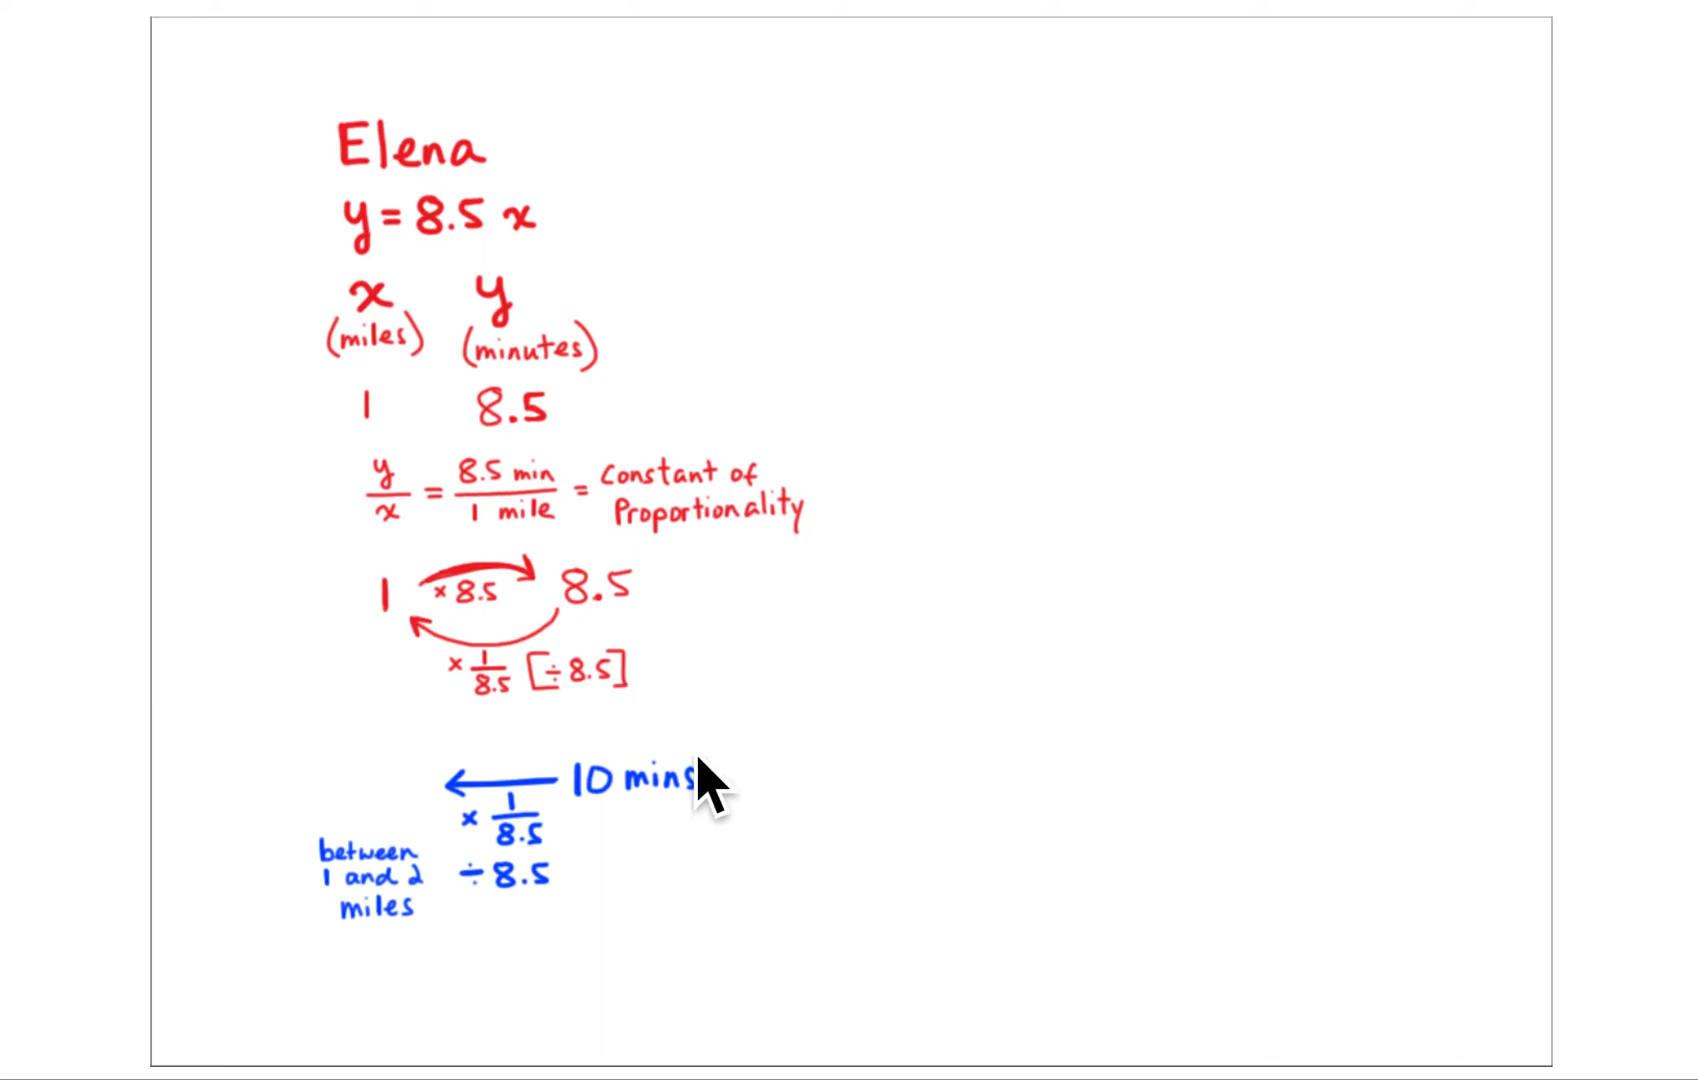 Elena
y = 8.5 x
x y
(miles) (minutes)
1 8.5
y/x = 8.5 min/1 mile = Constant of Proportionality
1 × 8.5 8.5
× 1/8.5 [÷ 8.5]
10 mins
× 1/8.5
÷ 8.5
between
1 and 2
miles